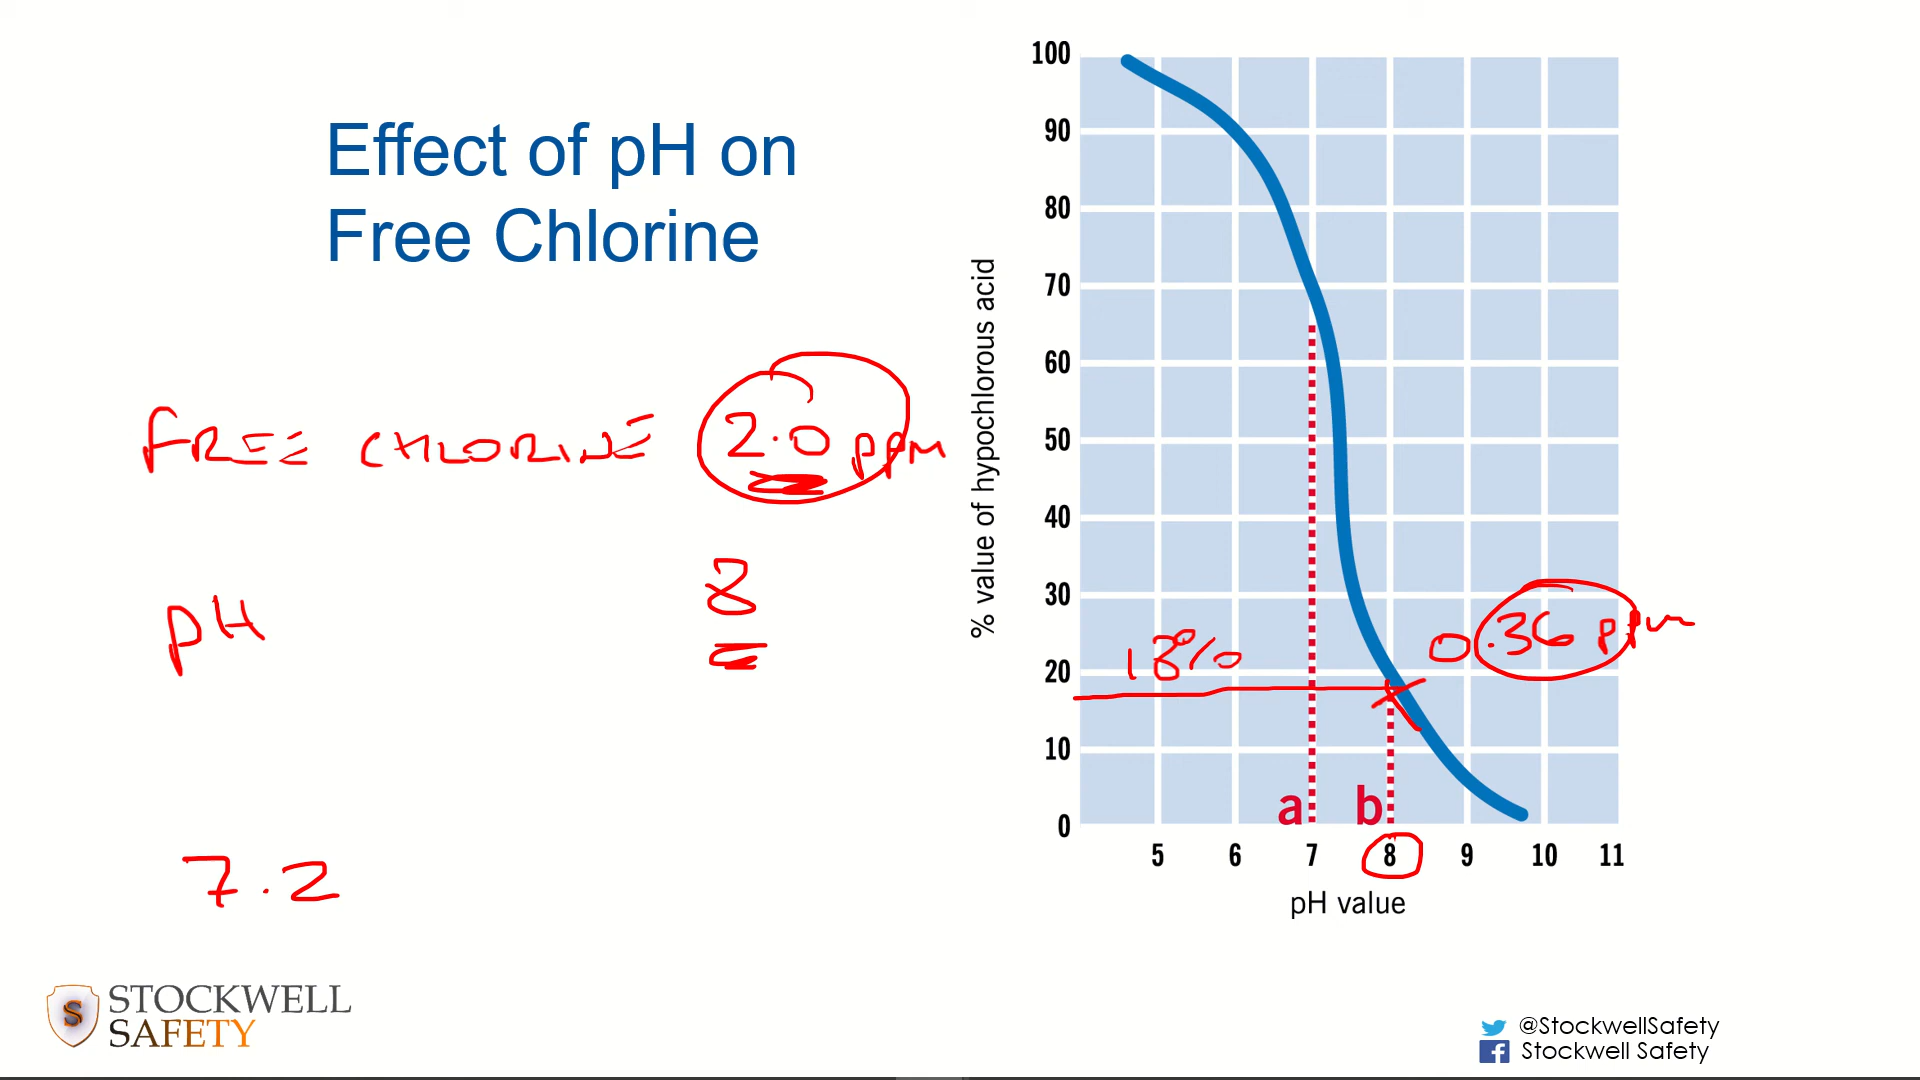 Effect of pH on
Free Chlorine
FREE CHLORINE 2.0 ppm
pH 8
7.2
% value of hypochlorous acid
100
90
80
70
60
50
40
30
20
10
0
18%
0.36 ppm
a b
5 6 7 8 9 10 11
pH value
S
STOCKWELL
SAFETY
@StockwellSafety
f Stockwell Safety